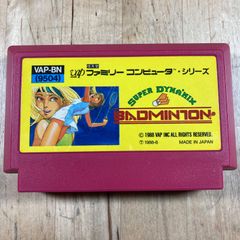 VAP-BN
(9504)
ファミリー コンピュータ・シリーズ
SUPER DYNAMIX
BADMINTON
© 1988 VAP INC ALL RIGHTS RESERVED.
MADE IN JAPAN